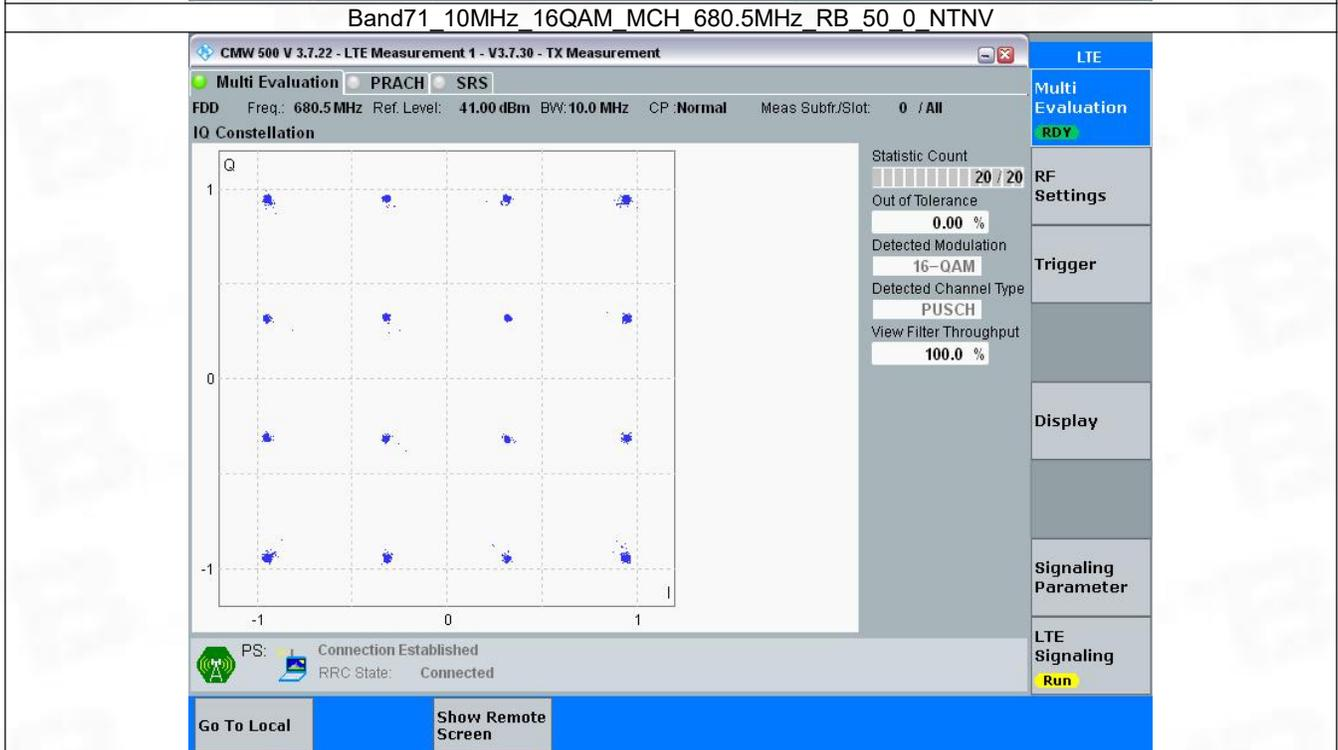 Band71_10MHz_16QAM_MCH_680.5MHz_RB_50_0_NTNV
CMW 500 V 3.7.22 - LTE Measurement 1 - V3.7.30 - TX Measurement
LTE
Multi Evaluation PRACH SRS
Multi
Evaluation
RDY
FDD Freq.: 680.5 MHz Ref. Level: 41.00 dBm BW: 10.0 MHz CP :Normal Meas Subfr./Slot: 0 / All
IQ Constellation
Q
1
0
-1
I
-1 0 1
Statistic Count
20 / 20
Out of Tolerance
0.00 %
Detected Modulation
16-QAM
Detected Channel Type
PUSCH
View Filter Throughput
100.0 %
RF
Settings
Trigger
Display
Signaling
Parameter
LTE
Signaling
Run
PS: Connection Established
RRC State: Connected
Go To Local
Show Remote
Screen